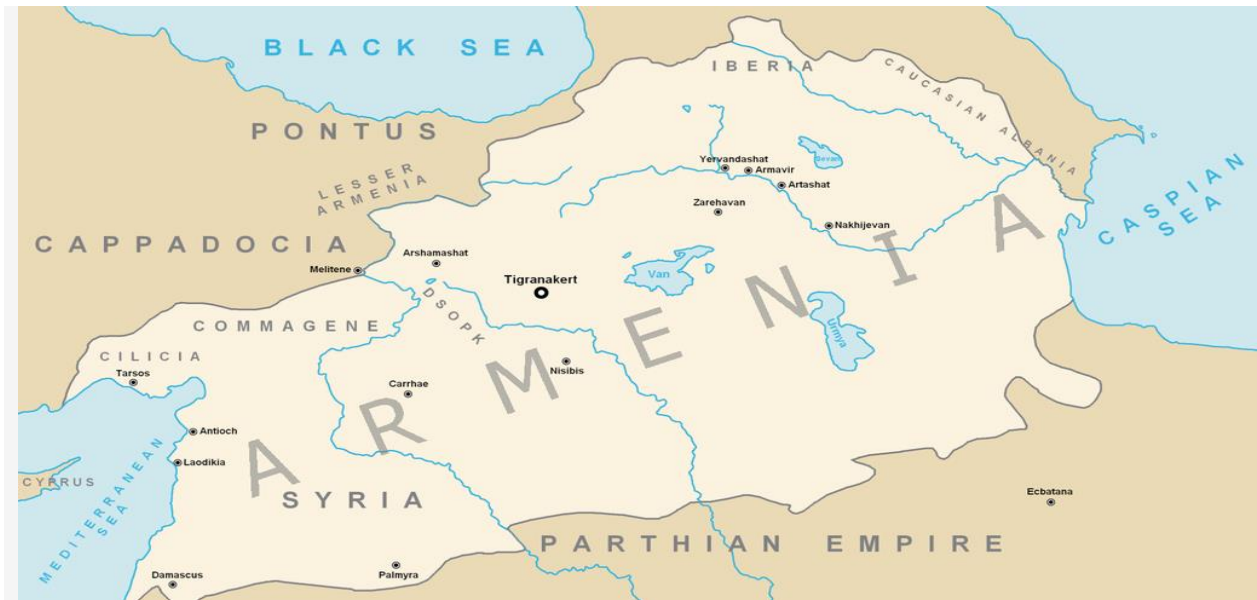 BLACK SEA
IBERIA
CAUCASIAN ALBANIA
PONTUS
LESSER
ARMENIA
Yervandashat
Armavir
Sevan
Artashat
Zarehavan
Nakhijevan
CASPIAN
SEA
CAPPADOCIA
Arshamashat
Melitene
Tigranakert
Van
DSOPK
Urmya
COMMAGENE
CILICIA
Tarsos
Nisibis
Carrhae
ARMENIA
Antioch
Laodikia
CYPRUS
MEDITERRANEAN
SEA
SYRIA
Ecbatana
PARTHIAN EMPIRE
Damascus
Palmyra